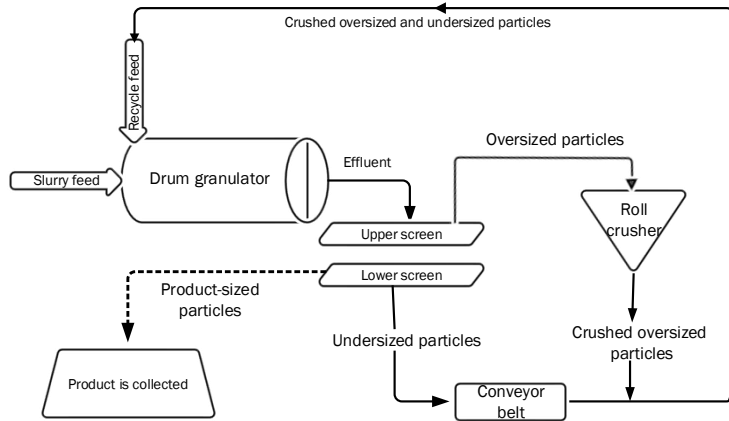 Crushed oversized and undersized particles
Recycle feed
Slurry feed
Drum granulator
Effluent
Oversized particles
Upper screen
Roll
crusher
Lower screen
Product-sized
particles
Undersized particles
Crushed oversized
particles
Product is collected
Conveyor
belt